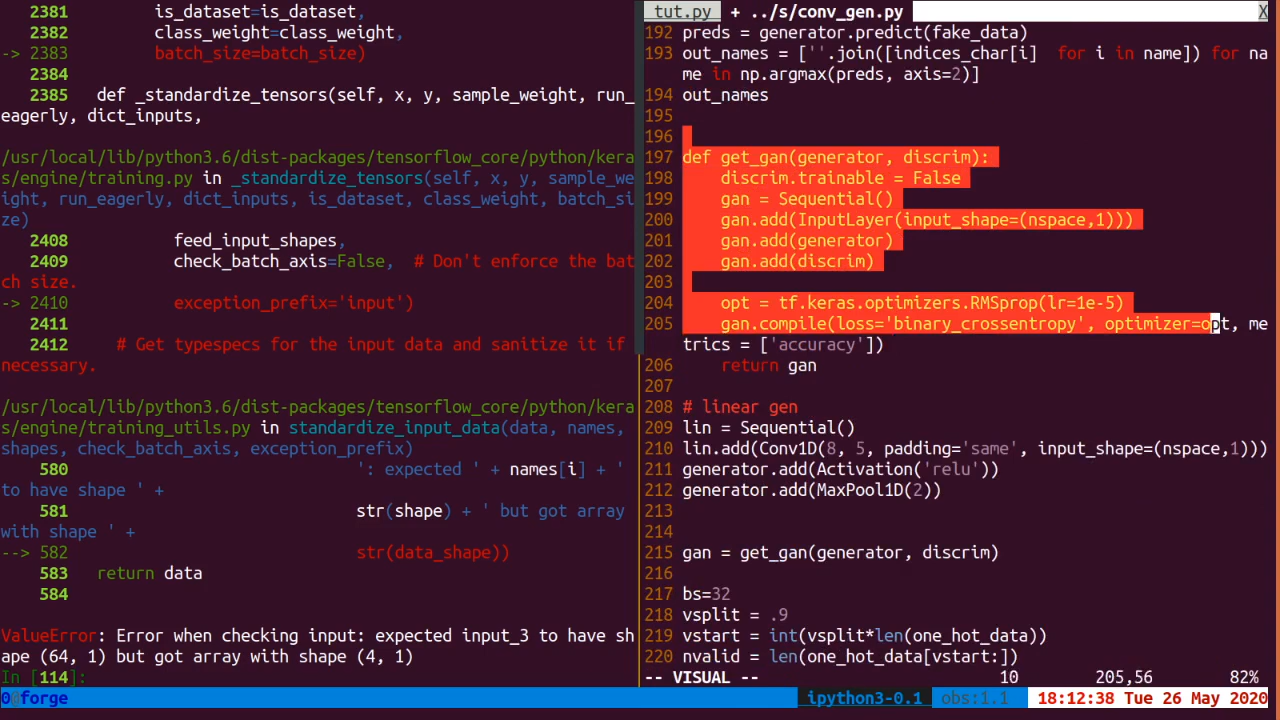 2381         is_dataset=is_dataset,
2382         class_weight=class_weight,
-> 2383         batch_size=batch_size)
2384
2385   def _standardize_tensors(self, x, y, sample_weight, run_
eagerly, dict_inputs,
/usr/local/lib/python3.6/dist-packages/tensorflow_core/python/kera
s/engine/training.py in _standardize_tensors(self, x, y, sample_we
ight, run_eagerly, dict_inputs, is_dataset, class_weight, batch_si
ze)
2408           feed_input_shapes,
2409           check_batch_axis=False,  # Don't enforce the bat
ch size.
-> 2410           exception_prefix='input')
2411
2412     # Get typespecs for the input data and sanitize it if
necessary.
/usr/local/lib/python3.6/dist-packages/tensorflow_core/python/kera
s/engine/training_utils.py in standardize_input_data(data, names,
shapes, check_batch_axis, exception_prefix)
580                              ': expected ' + names[i] + '
to have shape ' +
581                              str(shape) + ' but got array
with shape ' +
--> 582                              str(data_shape))
583   return data
584
ValueError: Error when checking input: expected input_3 to have sh
ape (64, 1) but got array with shape (4, 1)
In [114]:
tut.py  + ../s/conv_gen.py X
192 preds = generator.predict(fake_data)
193 out_names = [''.join([indices_char[i]  for i in name]) for na
me in np.argmax(preds, axis=2)]
194 out_names
195
196
197 def get_gan(generator, discrim):
198     discrim.trainable = False
199     gan = Sequential()
200     gan.add(InputLayer(input_shape=(nspace,1)))
201     gan.add(generator)
202     gan.add(discrim)
203
204     opt = tf.keras.optimizers.RMSprop(lr=1e-5)
205     gan.compile(loss='binary_crossentropy', optimizer=opt, me
trics = ['accuracy'])
206     return gan
207
208 # linear gen
209 lin = Sequential()
210 lin.add(Conv1D(8, 5, padding='same', input_shape=(nspace,1)))
211 generator.add(Activation('relu'))
212 generator.add(MaxPool1D(2))
213
214
215 gan = get_gan(generator, discrim)
216
217 bs=32
218 vsplit = .9
219 vstart = int(vsplit*len(one_hot_data))
220 nvalid = len(one_hot_data[vstart:])
-- VISUAL --                         10        205,56        82%
0@forge ipython3-0.1 obs:1.1 18:12:38 Tue 26 May 2020